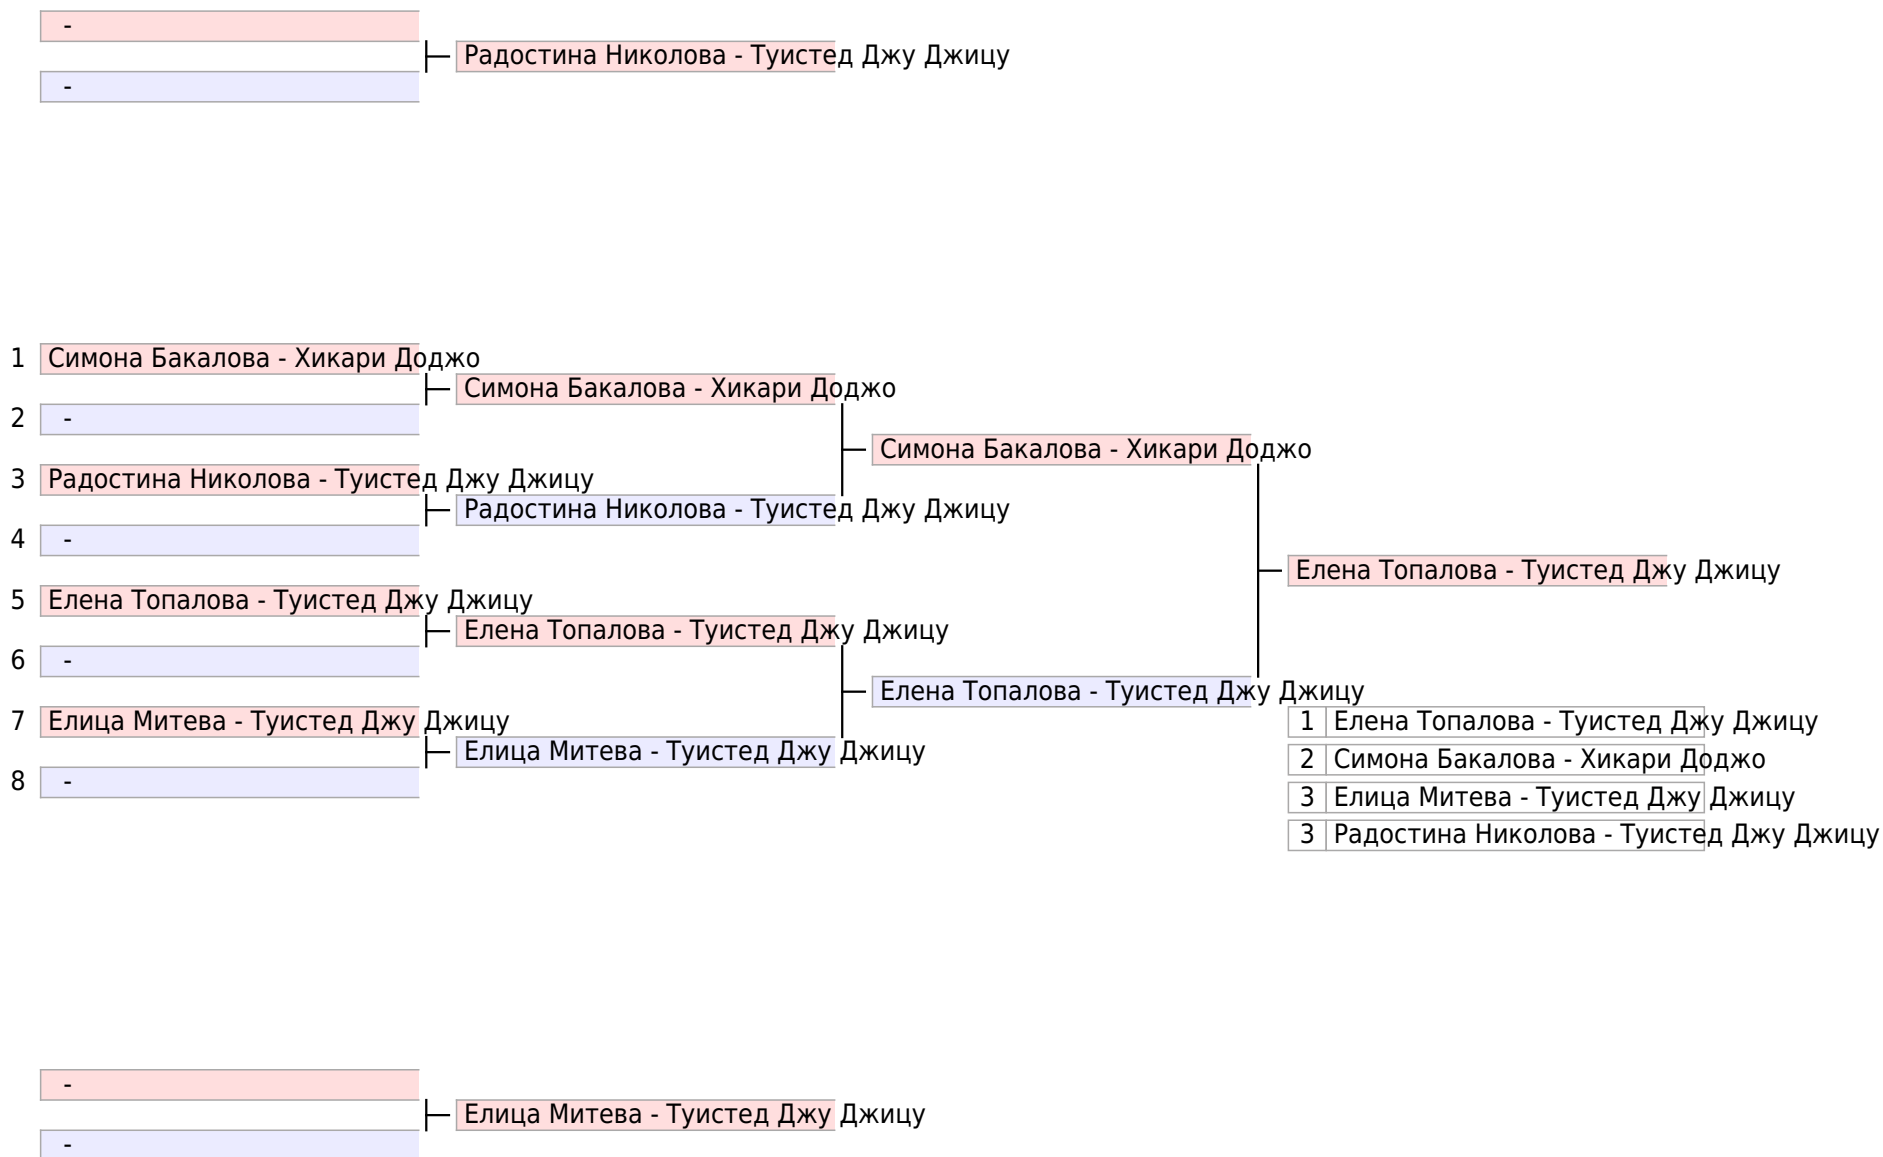 -
Радостина Николова - Туистед Джу Джицу
-
1 Симона Бакалова - Хикари Доджо
Симона Бакалова - Хикари Доджо
2 -
Симона Бакалова - Хикари Доджо
3 Радостина Николова - Туистед Джу Джицу
Радостина Николова - Туистед Джу Джицу
4 -
Елена Топалова - Туистед Джу Джицу
5 Елена Топалова - Туистед Джу Джицу
Елена Топалова - Туистед Джу Джицу
6 -
Елена Топалова - Туистед Джу Джицу
7 Елица Митева - Туистед Джу Джицу
Елица Митева - Туистед Джу Джицу
8 -
1 Елена Топалова - Туистед Джу Джицу
2 Симона Бакалова - Хикари Доджо
3 Елица Митева - Туистед Джу Джицу
3 Радостина Николова - Туистед Джу Джицу
-
Елица Митева - Туистед Джу Джицу
-